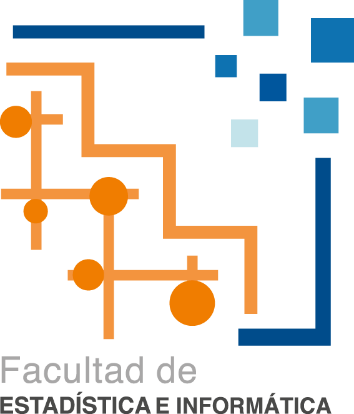 Facultad de
ESTADÍSTICA E INFORMÁTICA